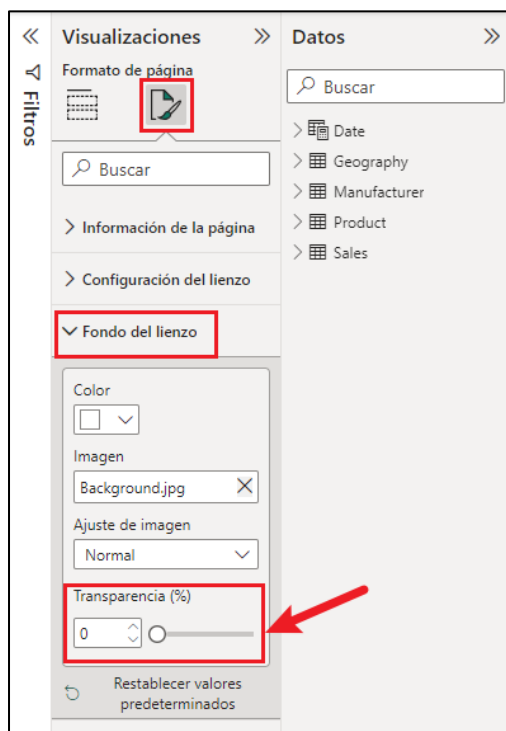 Filtros
Visualizaciones
Formato de página
Buscar
Información de la página
Configuración del lienzo
Fondo del lienzo
Color
Imagen
Background.jpg
Ajuste de imagen
Normal
Transparencia (%)
0
Restablecer valores
predeterminados
Datos
Buscar
Date
Geography
Manufacturer
Product
Sales